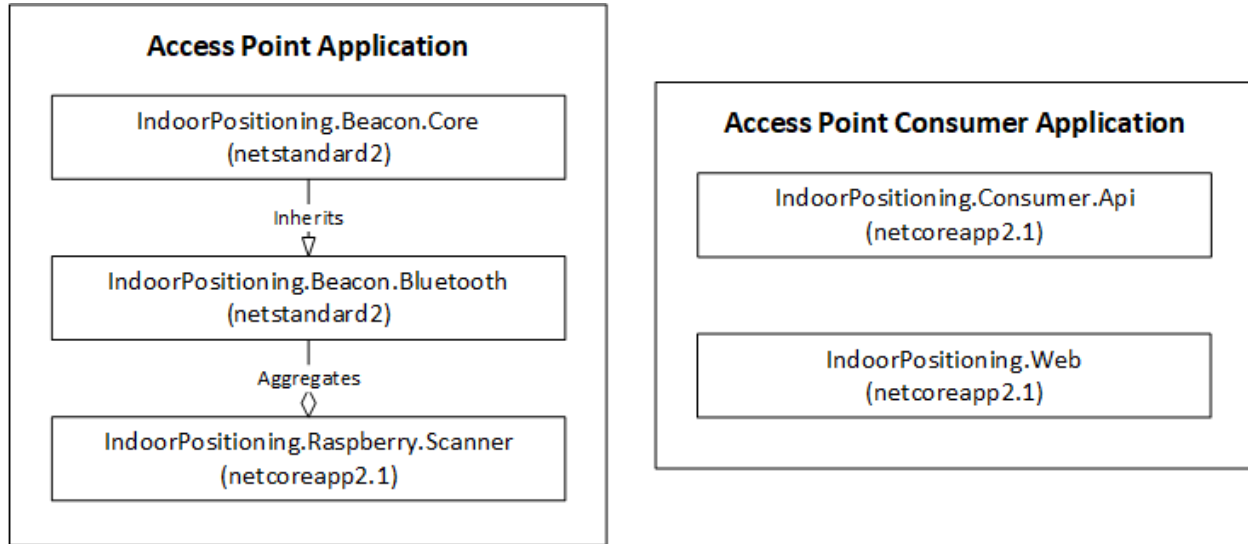 Access Point Application
IndoorPositioning.Beacon.Core
(netstandard2)
Inherits
IndoorPositioning.Beacon.Bluetooth
(netstandard2)
Aggregates
IndoorPositioning.Raspberry.Scanner
(netcoreapp2.1)
Access Point Consumer Application
IndoorPositioning.Consumer.Api
(netcoreapp2.1)
IndoorPositioning.Web
(netcoreapp2.1)